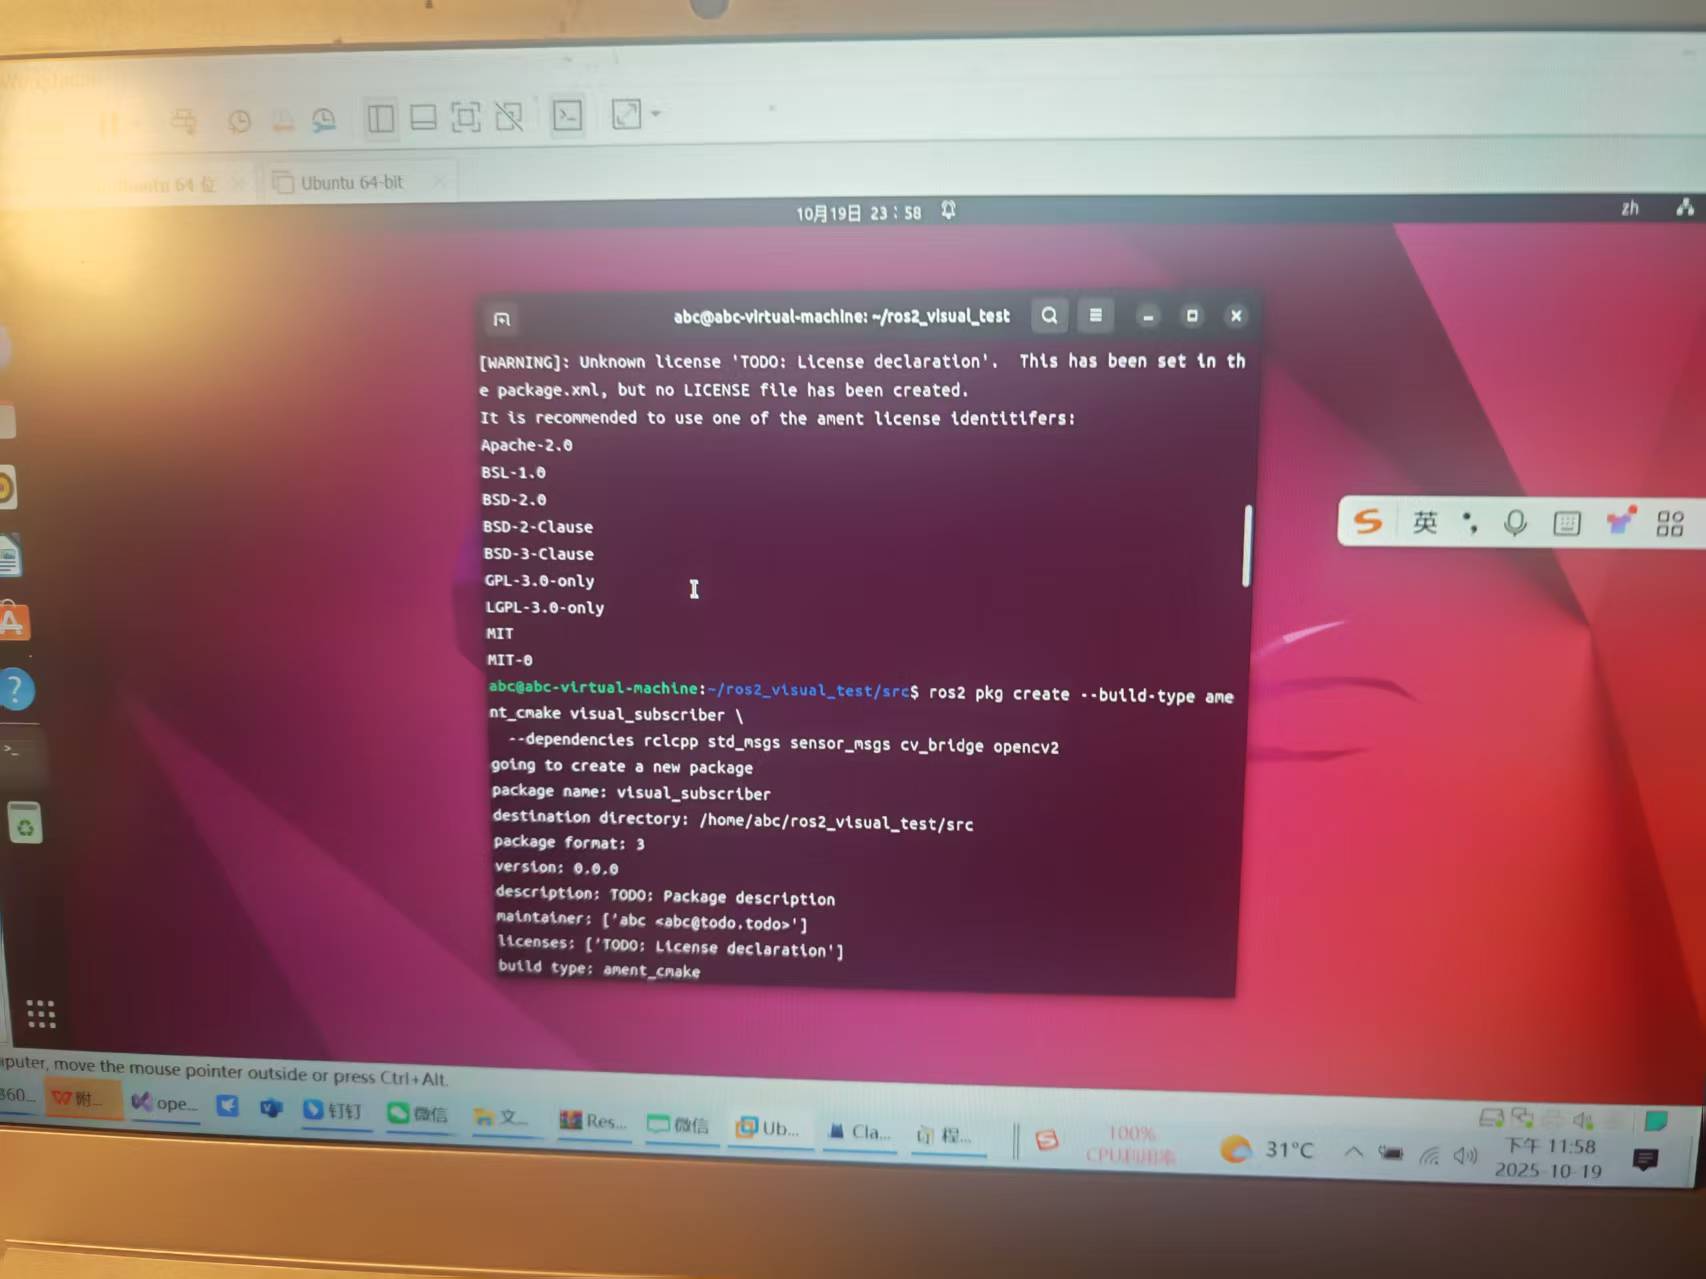 Ubuntu 64 位
Ubuntu 64-bit
10月19日 23：58
zh
abc@abc-virtual-machine: ~/ros2_visual_test
[WARNING]: Unknown license 'TODO: License declaration'.  This has been set in th
e package.xml, but no LICENSE file has been created.
It is recommended to use one of the ament license identitifers:
Apache-2.0
BSL-1.0
BSD-2.0
BSD-2-Clause
BSD-3-Clause
GPL-3.0-only
LGPL-3.0-only
MIT
MIT-0
abc@abc-virtual-machine:~/ros2_visual_test/src$ ros2 pkg create --build-type ame
nt_cmake visual_subscriber \
  --dependencies rclcpp std_msgs sensor_msgs cv_bridge opencv2
going to create a new package
package name: visual_subscriber
destination directory: /home/abc/ros2_visual_test/src
package format: 3
version: 0.0.0
description: TODO: Package description
maintainer: ['abc <abc@todo.todo>']
licenses: ['TODO: License declaration']
build type: ament_cmake
英
mputer, move the mouse pointer outside or press Ctrl+Alt.
360... 附... ope... 钉钉 微信 文... Res... 微信 Ub... Cla... 程... 100% 31°C 下午 11:58
CPU利用率 2025-10-19